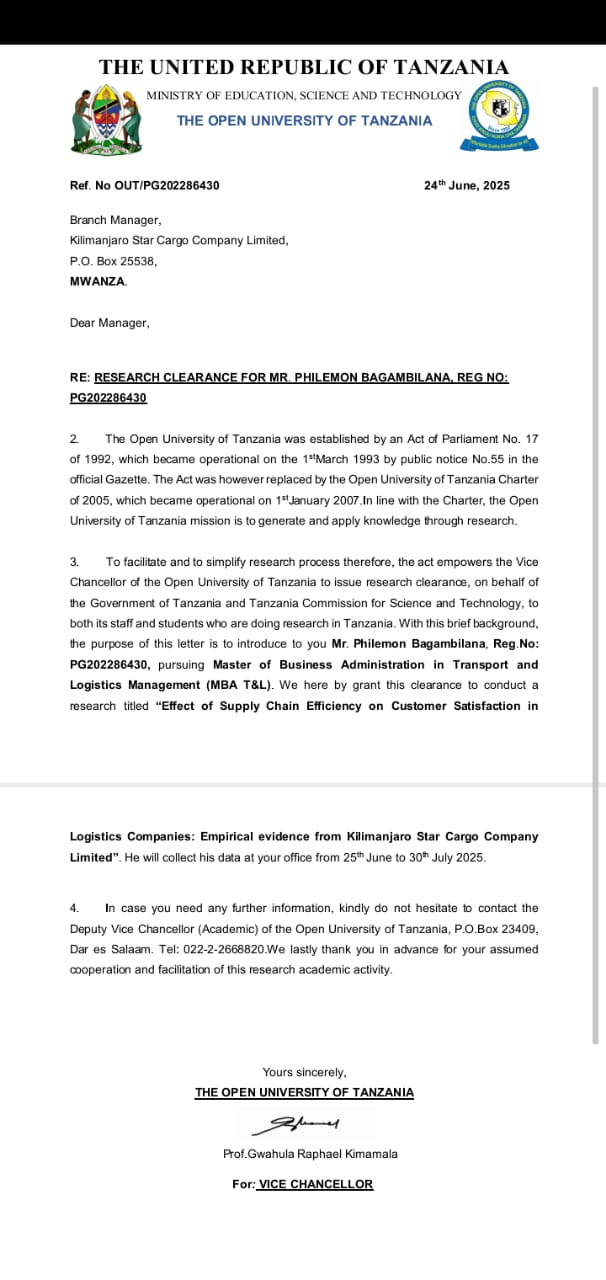 THE UNITED REPUBLIC OF TANZANIA
MINISTRY OF EDUCATION, SCIENCE AND TECHNOLOGY
THE OPEN UNIVERSITY OF TANZANIA
Ref. No OUT/PG202286430
24th June, 2025
Branch Manager,
Kilimanjaro Star Cargo Company Limited,
P.O. Box 25538,
MWANZA.
Dear Manager,
RE: RESEARCH CLEARANCE FOR MR. PHILEMON BAGAMBILANA, REG NO:
PG202286430
2. The Open University of Tanzania was established by an Act of Parliament No. 17
of 1992, which became operational on the 1stMarch 1993 by public notice No.55 in the
official Gazette. The Act was however replaced by the Open University of Tanzania Charter
of 2005, which became operational on 1stJanuary 2007.In line with the Charter, the Open
University of Tanzania mission is to generate and apply knowledge through research.
3. To facilitate and to simplify research process therefore, the act empowers the Vice
Chancellor of the Open University of Tanzania to issue research clearance, on behalf of
the Government of Tanzania and Tanzania Commission for Science and Technology, to
both its staff and students who are doing research in Tanzania. With this brief background,
the purpose of this letter is to introduce to you Mr. Philemon Bagambilana, Reg.No:
PG202286430, pursuing Master of Business Administration in Transport and
Logistics Management (MBA T&L). We here by grant this clearance to conduct a
research titled “Effect of Supply Chain Efficiency on Customer Satisfaction in
Logistics Companies: Empirical evidence from Kilimanjaro Star Cargo Company
Limited”. He will collect his data at your office from 25th June to 30th July 2025.
4. In case you need any further information, kindly do not hesitate to contact the
Deputy Vice Chancellor (Academic) of the Open University of Tanzania, P.O.Box 23409,
Dar es Salaam. Tel: 022-2-2668820.We lastly thank you in advance for your assumed
cooperation and facilitation of this research academic activity.
Yours sincerely,
THE OPEN UNIVERSITY OF TANZANIA
Prof.Gwahula Raphael Kimamala
For: VICE CHANCELLOR